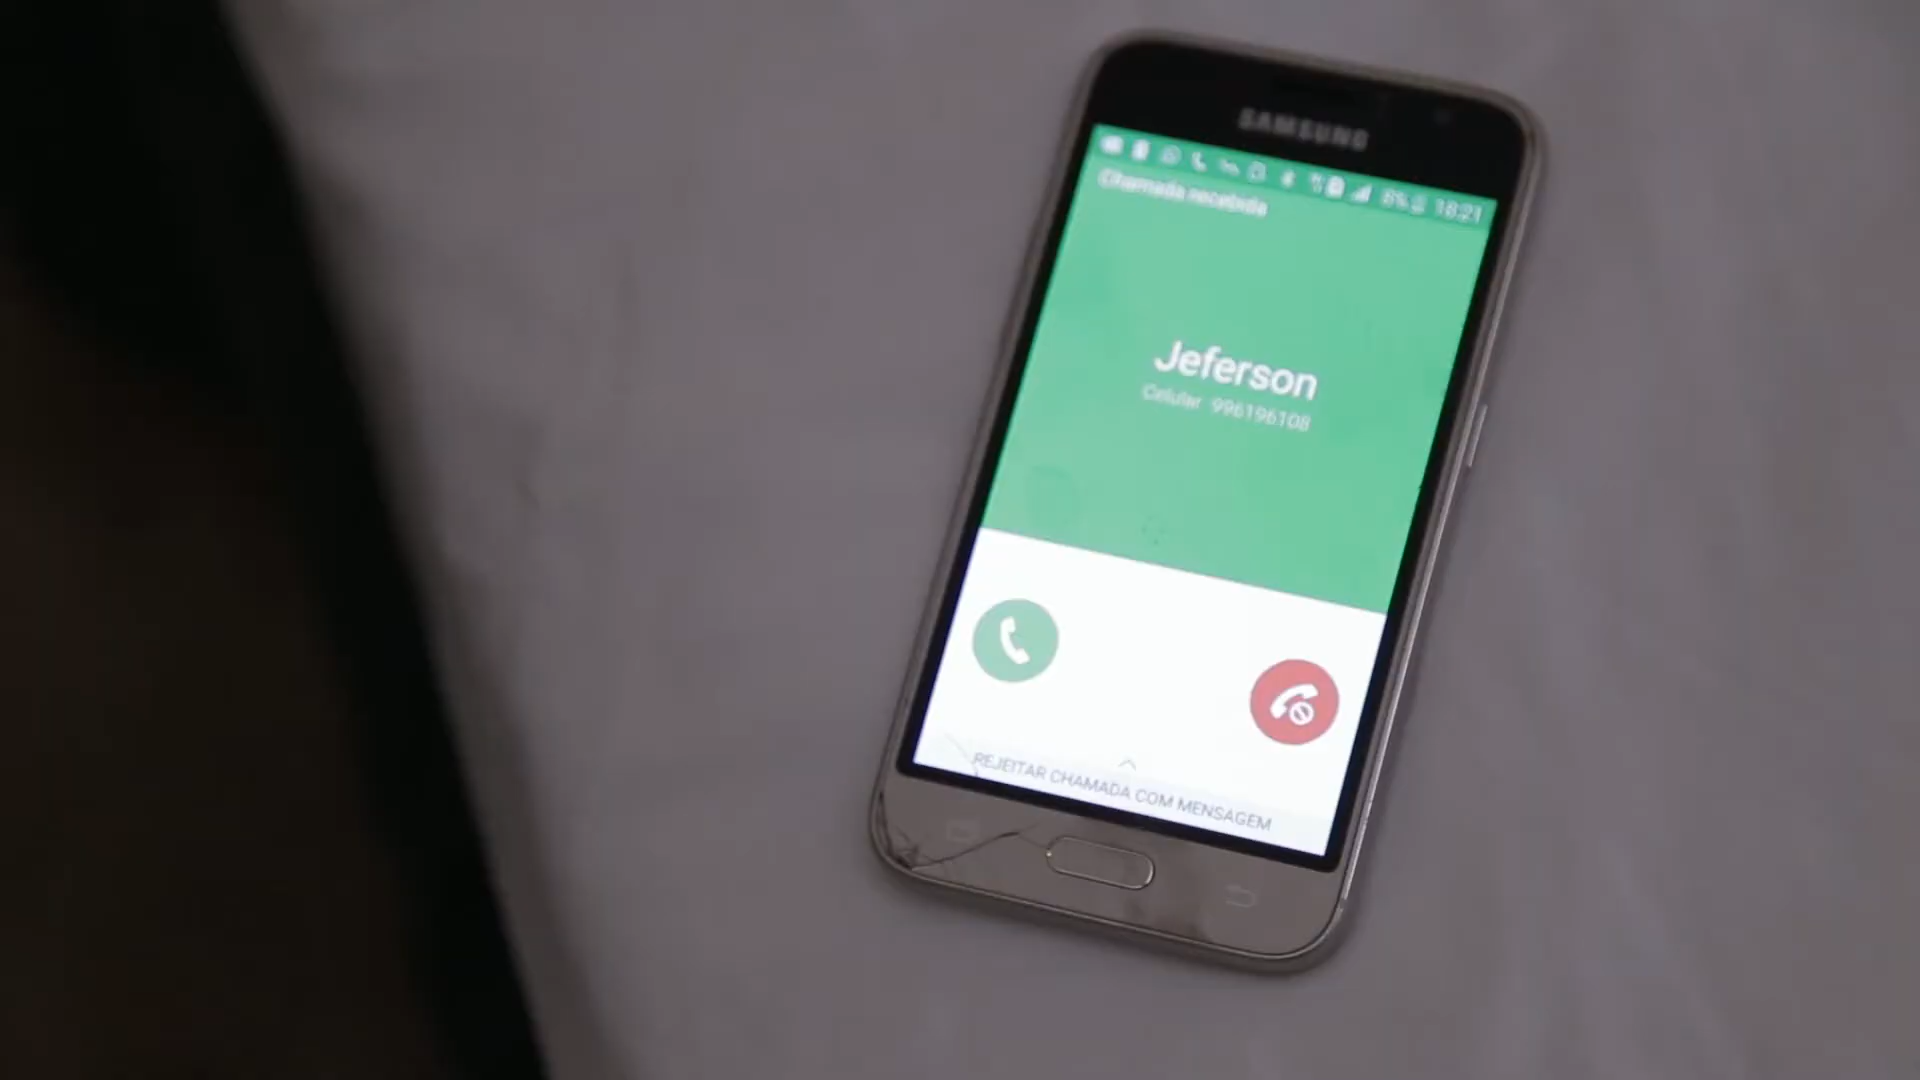 SAMSUNG
18:21
Chamada recebida
Jeferson
Celular 996196108
REJEITAR CHAMADA COM MENSAGEM